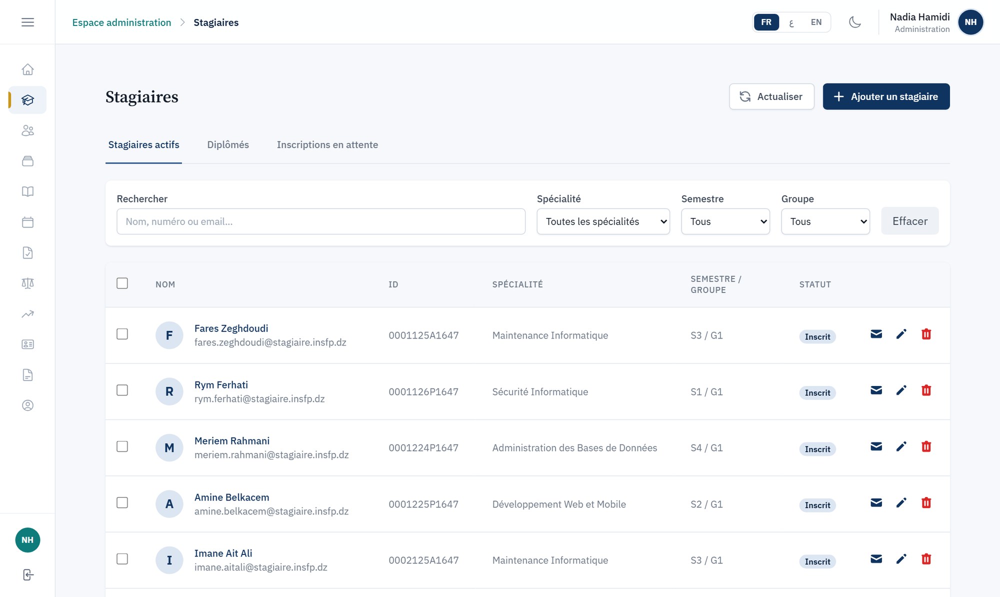 Espace administration
Stagiaires
FR
ع
EN
Nadia Hamidi
Administration
NH
Stagiaires
Actualiser
Ajouter un stagiaire
Stagiaires actifs
Diplômés
Inscriptions en attente
Rechercher
Spécialité
Semestre
Groupe
Nom, numéro ou email...
Toutes les spécialités
Tous
Tous
Effacer
NOM
ID
SPÉCIALITÉ
SEMESTRE /
GROUPE
STATUT
F
Fares Zeghdoudi
fares.zeghdoudi@stagiaire.insfp.dz
0001125A1647
Maintenance Informatique
S3 / G1
Inscrit
R
Rym Ferhati
rym.ferhati@stagiaire.insfp.dz
0001126P1647
Sécurité Informatique
S1 / G1
Inscrit
M
Meriem Rahmani
meriem.rahmani@stagiaire.insfp.dz
0001224P1647
Administration des Bases de Données
S4 / G1
Inscrit
A
Amine Belkacem
amine.belkacem@stagiaire.insfp.dz
0001225P1647
Développement Web et Mobile
S2 / G1
Inscrit
I
Imane Ait Ali
imane.aitali@stagiaire.insfp.dz
0002125A1647
Maintenance Informatique
S3 / G1
Inscrit
NH